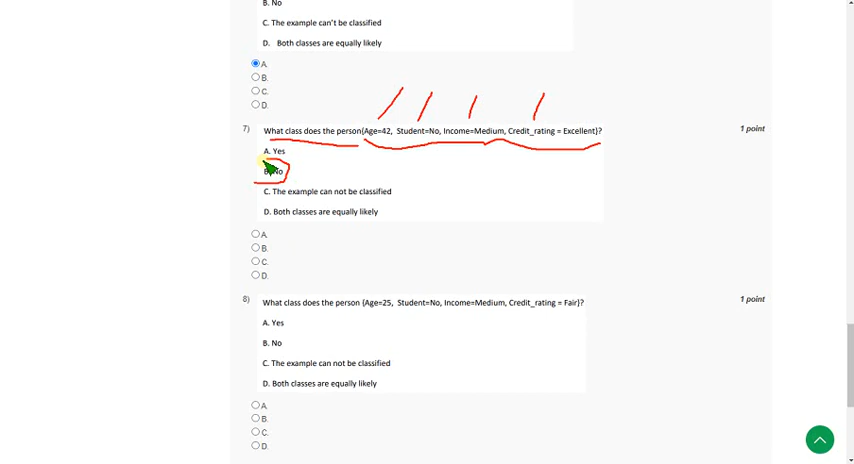 B. No
C. The example can't be classified
D. Both classes are equally likely
A.
B.
C.
D.
7)
What class does the person{Age=42, Student=No, Income=Medium, Credit_rating = Excellent}?
1 point
A. Yes
B. No
C. The example can not be classified
D. Both classes are equally likely
A.
B.
C.
D.
8)
What class does the person {Age=25, Student=No, Income=Medium, Credit_rating = Fair}?
1 point
A. Yes
B. No
C. The example can not be classified
D. Both classes are equally likely
A.
B.
C.
D.